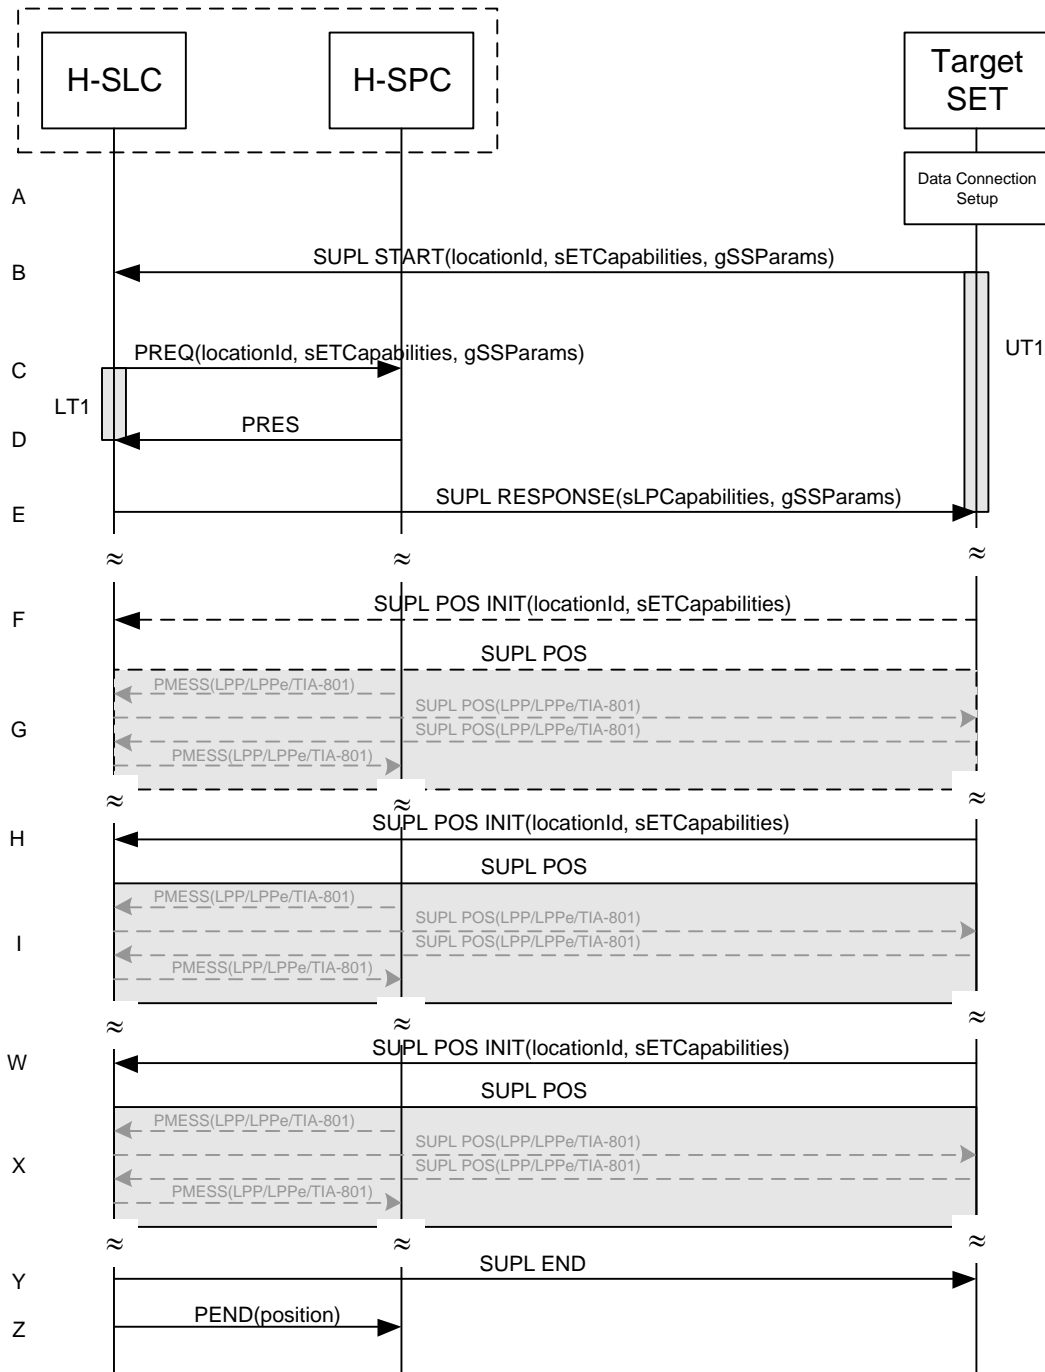 H-SLC
H-SPC
Target
SET
Data Connection
Setup
A
SUPL START(locationId, sETCapabilities, gSSParams)
B
UT1
PREQ(locationId, sETCapabilities, gSSParams)
C
LT1
PRES
D
SUPL RESPONSE(sLPCapabilities, gSSParams)
E
≈ ≈ ≈
SUPL POS INIT(locationId, sETCapabilities)
F
SUPL POS
PMESS(LPP/LPPe/TIA-801)
SUPL POS(LPP/LPPe/TIA-801)
G
SUPL POS(LPP/LPPe/TIA-801)
PMESS(LPP/LPPe/TIA-801)
≈ ≈ ≈
SUPL POS INIT(locationId, sETCapabilities)
H
SUPL POS
PMESS(LPP/LPPe/TIA-801)
SUPL POS(LPP/LPPe/TIA-801)
I
SUPL POS(LPP/LPPe/TIA-801)
PMESS(LPP/LPPe/TIA-801)
≈ ≈ ≈
SUPL POS INIT(locationId, sETCapabilities)
W
SUPL POS
PMESS(LPP/LPPe/TIA-801)
SUPL POS(LPP/LPPe/TIA-801)
X
SUPL POS(LPP/LPPe/TIA-801)
PMESS(LPP/LPPe/TIA-801)
≈ ≈ ≈
SUPL END
Y
PEND(position)
Z